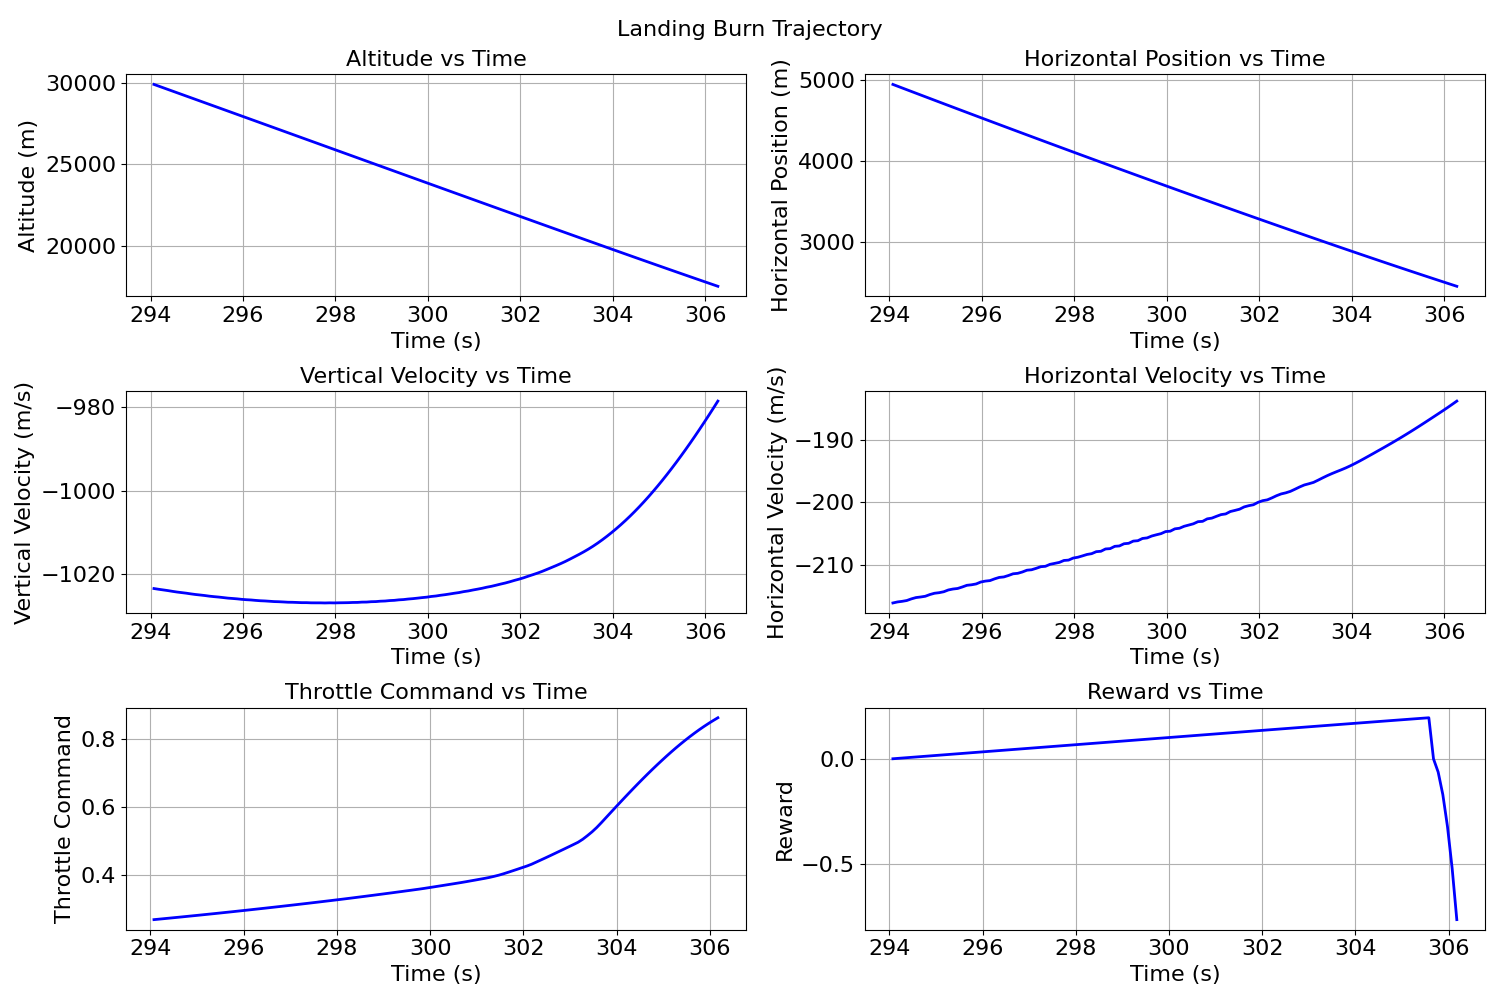 Landing Burn Trajectory
Altitude vs Time
Altitude (m)
30000
25000
20000
294 296 298 300 302 304 306
Time (s)
Horizontal Position vs Time
Horizontal Position (m)
5000
4000
3000
294 296 298 300 302 304 306
Time (s)
Vertical Velocity vs Time
Vertical Velocity (m/s)
−980
−1000
−1020
294 296 298 300 302 304 306
Time (s)
Horizontal Velocity vs Time
Horizontal Velocity (m/s)
−190
−200
−210
294 296 298 300 302 304 306
Time (s)
Throttle Command vs Time
Throttle Command
0.8
0.6
0.4
294 296 298 300 302 304 306
Time (s)
Reward vs Time
Reward
0.0
−0.5
294 296 298 300 302 304 306
Time (s)